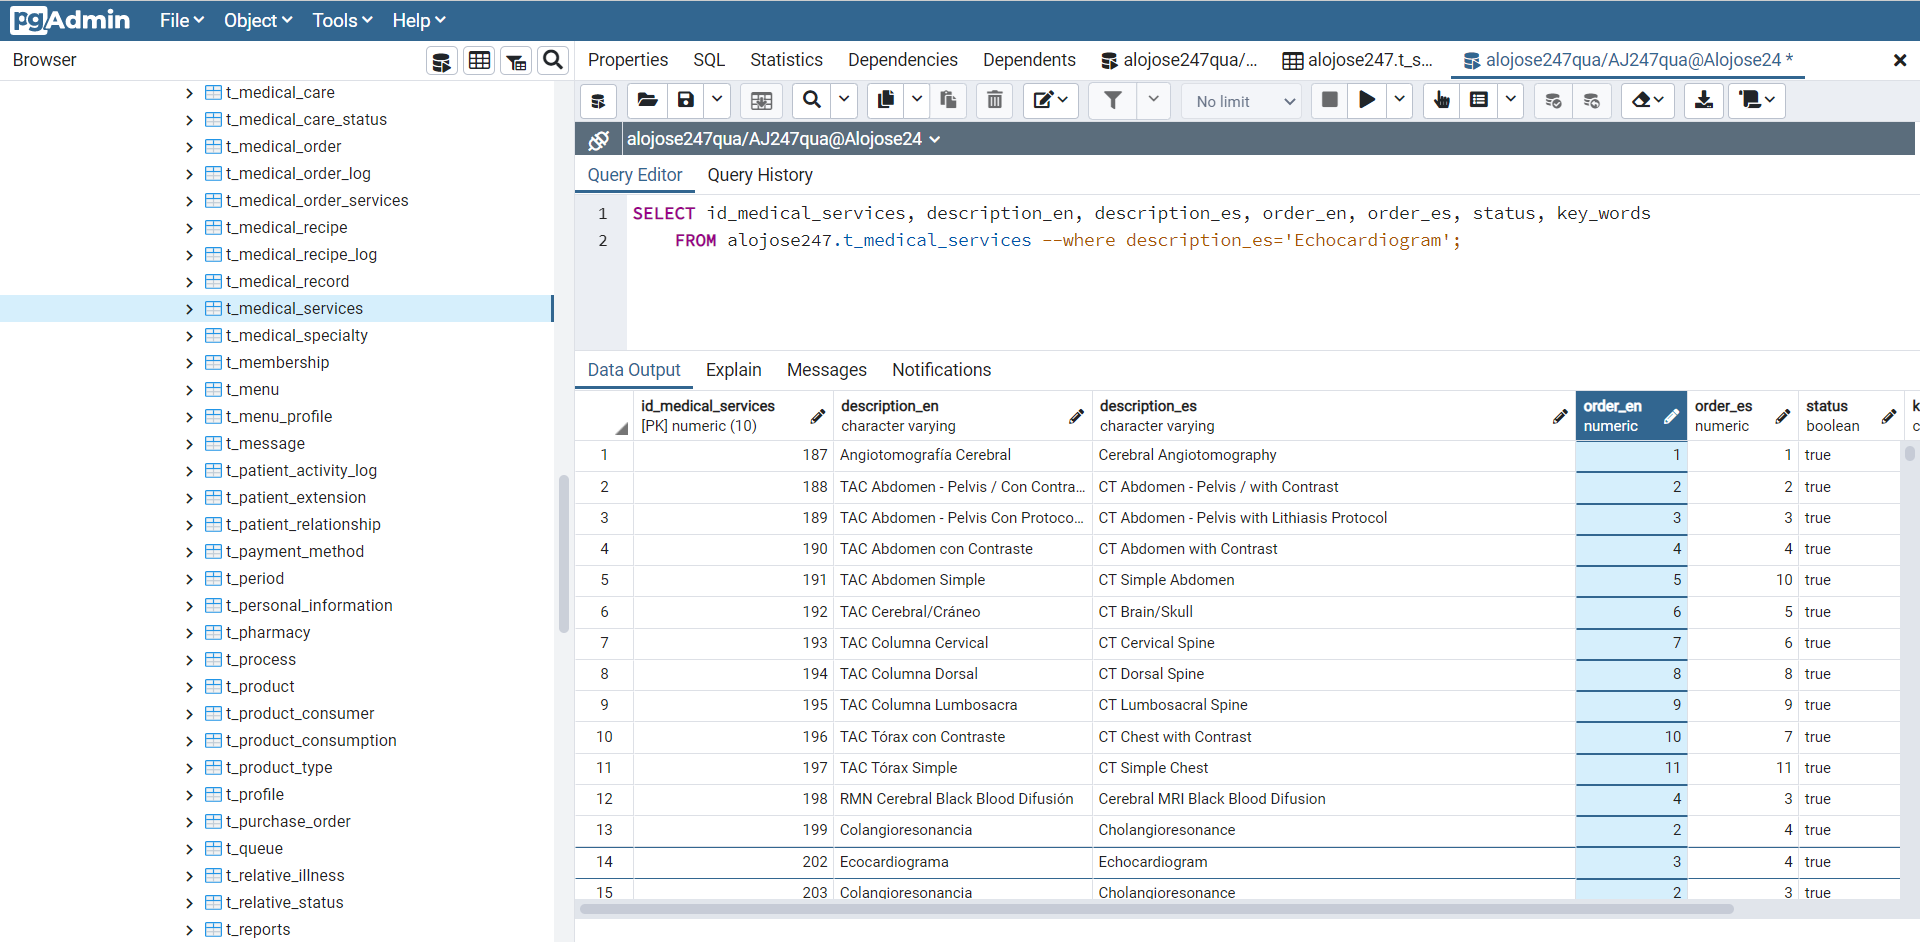 pgAdmin File Object Tools Help
Browser
t_medical_care
t_medical_care_status
t_medical_order
t_medical_order_log
t_medical_order_services
t_medical_recipe
t_medical_recipe_log
t_medical_record
t_medical_services
t_medical_specialty
t_membership
t_menu
t_menu_profile
t_message
t_patient_activity_log
t_patient_extension
t_patient_relationship
t_payment_method
t_period
t_personal_information
t_pharmacy
t_process
t_product
t_product_consumer
t_product_consumption
t_product_type
t_profile
t_purchase_order
t_queue
t_relative_illness
t_relative_status
t_reports
Properties SQL Statistics Dependencies Dependents alojose247qua/... alojose247.t_s... alojose247qua/AJ247qua@Alojose24 *
No limit
alojose247qua/AJ247qua@Alojose24
Query Editor Query History
1 SELECT id_medical_services, description_en, description_es, order_en, order_es, status, key_words
2 FROM alojose247.t_medical_services --where description_es='Echocardiogram';
Data Output Explain Messages Notifications
id_medical_services description_en description_es order_en order_es status k
[PK] numeric (10) character varying character varying numeric numeric boolean c
1 187 Angiotomografía Cerebral Cerebral Angiotomography 1 1 true
2 188 TAC Abdomen - Pelvis / Con Contra... CT Abdomen - Pelvis / with Contrast 2 2 true
3 189 TAC Abdomen - Pelvis Con Protoco... CT Abdomen - Pelvis with Lithiasis Protocol 3 3 true
4 190 TAC Abdomen con Contraste CT Abdomen with Contrast 4 4 true
5 191 TAC Abdomen Simple CT Simple Abdomen 5 10 true
6 192 TAC Cerebral/Cráneo CT Brain/Skull 6 5 true
7 193 TAC Columna Cervical CT Cervical Spine 7 6 true
8 194 TAC Columna Dorsal CT Dorsal Spine 8 8 true
9 195 TAC Columna Lumbosacra CT Lumbosacral Spine 9 9 true
10 196 TAC Tórax con Contraste CT Chest with Contrast 10 7 true
11 197 TAC Tórax Simple CT Simple Chest 11 11 true
12 198 RMN Cerebral Black Blood Difusión Cerebral MRI Black Blood Difusion 4 3 true
13 199 Colangioresonancia Cholangioresonance 2 4 true
14 202 Ecocardiograma Echocardiogram 3 4 true
15 203 Colangioresonancia Cholangioresonance 2 3 true